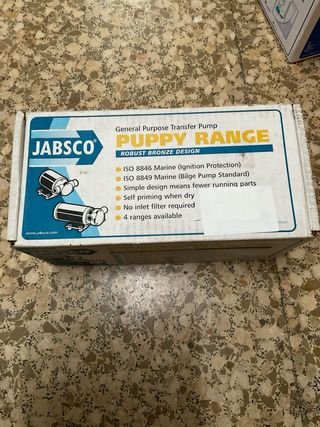 JABSCO
General Purpose Transfer Pump
PUPPY RANGE
ROBUST BRONZE DESIGN
• ISO 8846 Marine (Ignition Protection)
• ISO 8849 Marine (Bilge Pump Standard)
• Simple design means fewer running parts
• Self priming when dry
• No inlet filter required
• 4 ranges available
www.jabsco.com